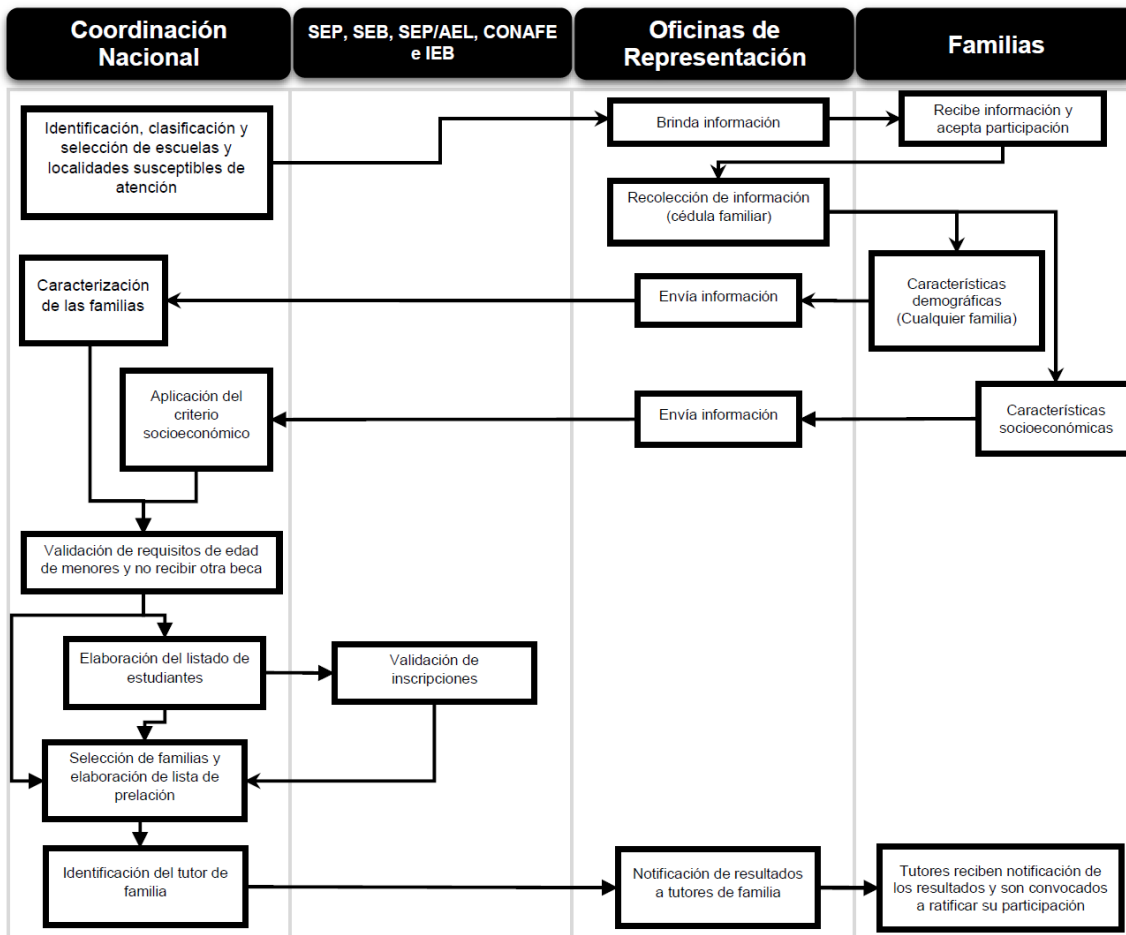 Coordinación
Nacional
SEP, SEB, SEP/AEL, CONAFE
e IEB
Oficinas de
Representación
Familias
Identificación, clasificación y
selección de escuelas y
localidades susceptibles de
atención
Brinda información
Recibe información y
acepta participación
Recolección de información
(cédula familiar)
Caracterización
de las familias
Envía información
Características
demográficas
(Cualquier familia)
Aplicación del
criterio
socioeconómico
Envía información
Características
socioeconómicas
Validación de requisitos de edad
de menores y no recibir otra beca
Elaboración del listado de
estudiantes
Validación de
inscripciones
Selección de familias y
elaboración de lista de
prelación
Identificación del tutor de
familia
Notificación de resultados
a tutores de familia
Tutores reciben notificación de
los resultados y son convocados
a ratificar su participación